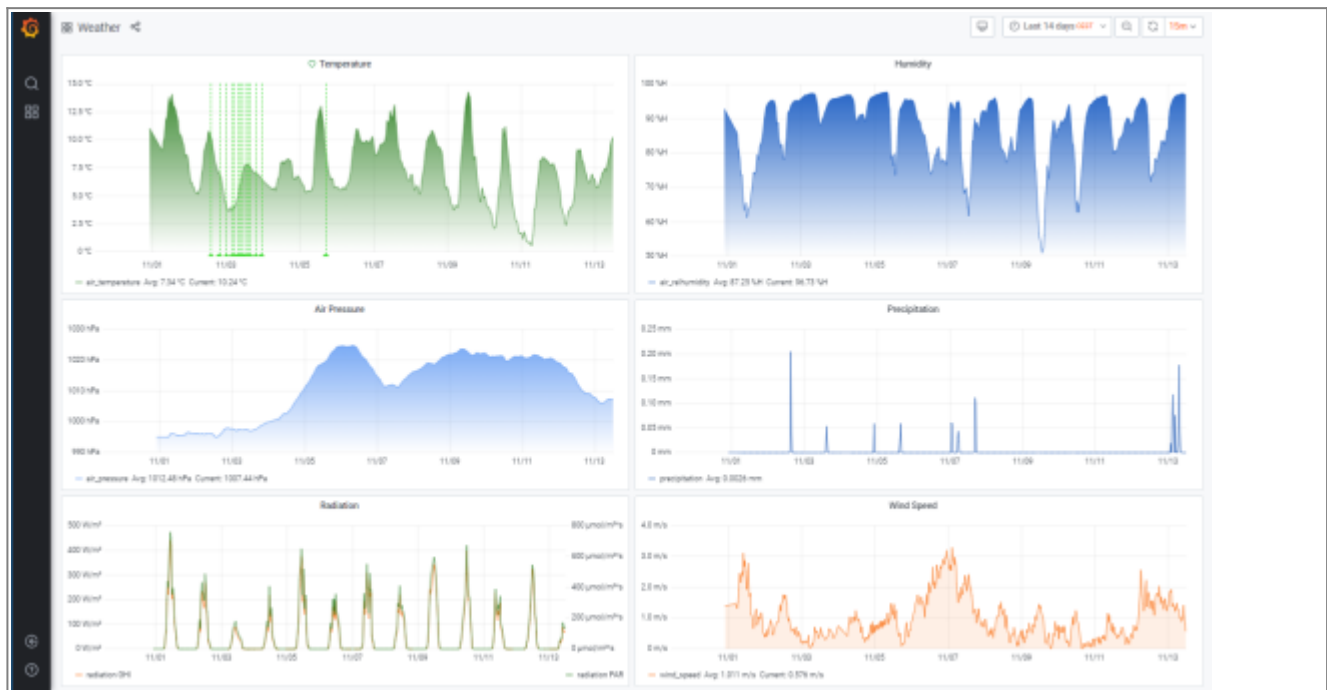 Weather
Last 14 days CEST
15m
Temperature
15.0 °C
12.5 °C
10.0 °C
7.5 °C
5.0 °C
2.5 °C
0 °C
11/01 11/03 11/05 11/07 11/09 11/11 11/13
air_temperature Avg: 7.54 °C Current: 10.24 °C
Humidity
100 %H
90 %H
80 %H
70 %H
60 %H
50 %H
11/01 11/03 11/05 11/07 11/09 11/11 11/13
air_relhumidity Avg: 87.25 %H Current: 96.73 %H
Air Pressure
1030 hPa
1020 hPa
1010 hPa
1000 hPa
990 hPa
11/01 11/03 11/05 11/07 11/09 11/11 11/13
air_pressure Avg: 1012.48 hPa Current: 1007.44 hPa
Precipitation
0.25 mm
0.20 mm
0.15 mm
0.10 mm
0.05 mm
0 mm
11/01 11/03 11/05 11/07 11/09 11/11 11/13
precipitation Avg: 0.0026 mm
Radiation
500 W/m²
400 W/m²
300 W/m²
200 W/m²
100 W/m²
0 W/m²
800 μmol/m²*s
600 μmol/m²*s
400 μmol/m²*s
200 μmol/m²*s
0 μmol/m²*s
11/01 11/03 11/05 11/07 11/09 11/11 11/13
radiation GHI
radiation PAR
Wind Speed
4.0 m/s
3.0 m/s
2.0 m/s
1.0 m/s
0 m/s
11/01 11/03 11/05 11/07 11/09 11/11 11/13
wind_speed Avg: 1.011 m/s Current: 0.576 m/s